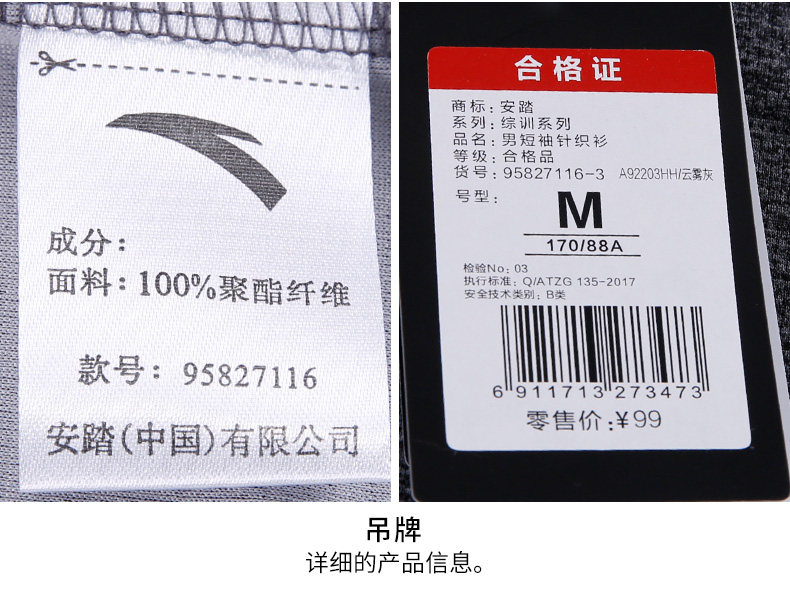 成分:
面料: 100%聚酯纤维
款号: 95827116
安踏(中国)有限公司
合格证
商标: 安踏
系列: 综训系列
品名: 男短袖针织衫
等级: 合格品
货号: 95827116-3 A92203HH/云雾灰
号型: M
170/88A
检验No: 03
执行标准: Q/ATZG 135-2017
安全技术类别: B类
6 911713 273473
零售价:¥99
吊牌
详细的产品信息。